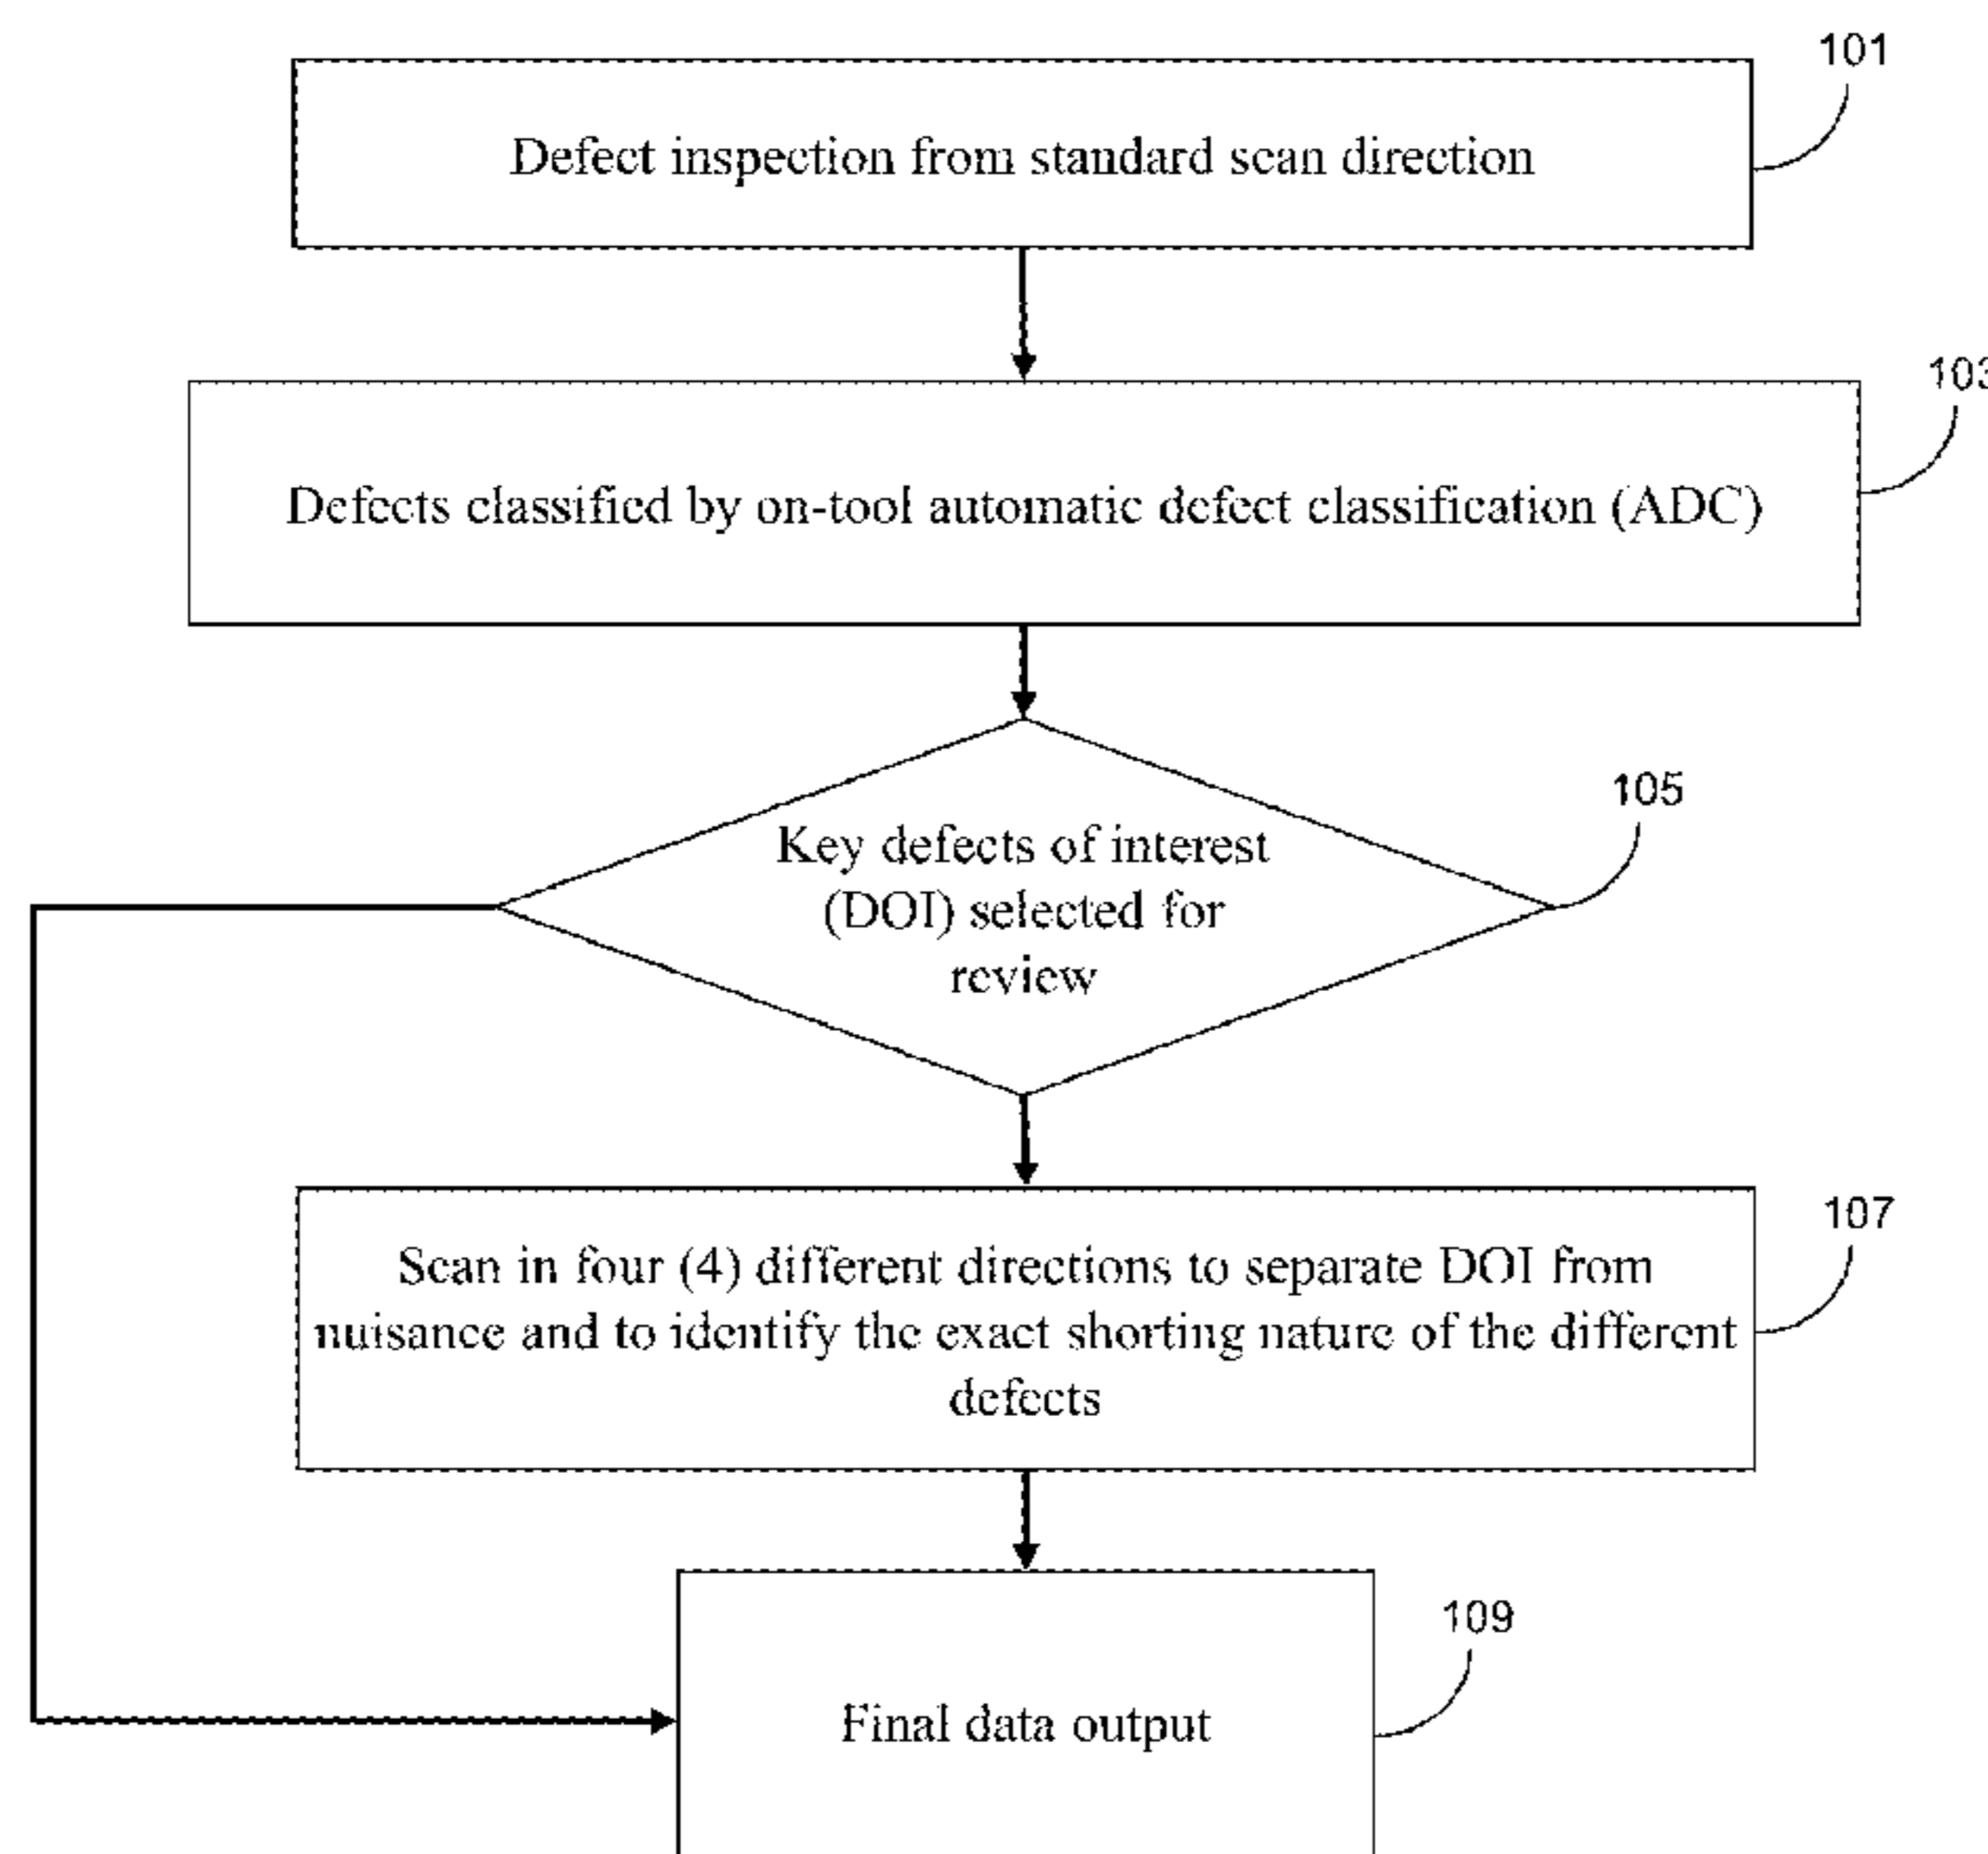 101
Defect inspection from standard scan direction
103
Defects classified by on-tool automatic defect classification (ADC)
105
Key defects of interest
(DOI) selected for
review
107
Scan in four (4) different directions to separate DOI from
nuisance and to identify the exact shorting nature of the different
defects
109
Final data output